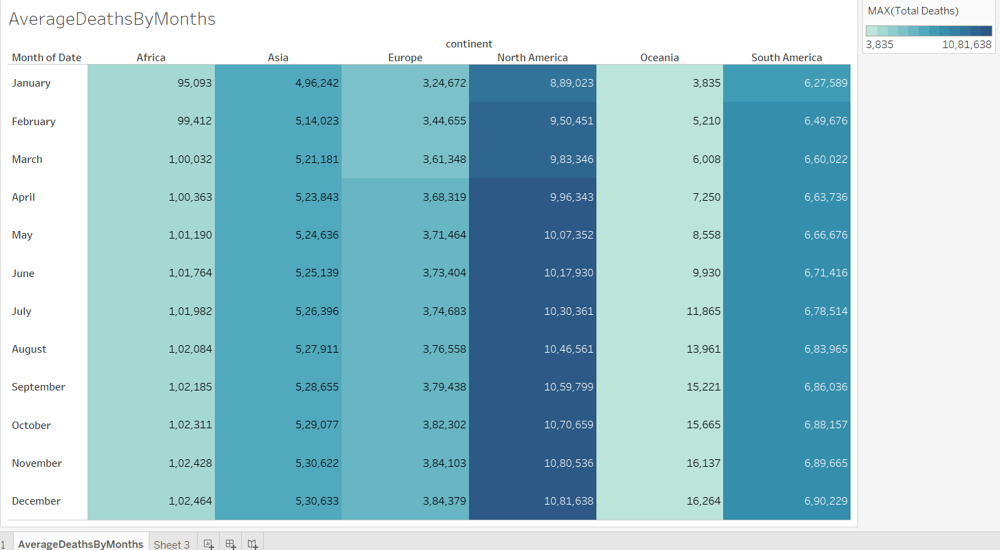 AverageDeathsByMonths
MAX(Total Deaths)
3,835 10,81,638
continent
Month of Date Africa Asia Europe North America Oceania South America
January 95,093 4,96,242 3,24,672 8,89,023 3,835 6,27,589
February 99,412 5,14,023 3,44,655 9,50,451 5,210 6,49,676
March 1,00,032 5,21,181 3,61,348 9,83,346 6,008 6,60,022
April 1,00,363 5,23,843 3,68,319 9,96,343 7,250 6,63,736
May 1,01,190 5,24,636 3,71,464 10,07,352 8,558 6,66,676
June 1,01,764 5,25,139 3,73,404 10,17,930 9,930 6,71,416
July 1,01,982 5,26,396 3,74,683 10,30,361 11,865 6,78,514
August 1,02,084 5,27,911 3,76,558 10,46,561 13,961 6,83,965
September 1,02,185 5,28,655 3,79,438 10,59,799 15,221 6,86,036
October 1,02,311 5,29,077 3,82,302 10,70,659 15,665 6,88,157
November 1,02,428 5,30,622 3,84,103 10,80,536 16,137 6,89,665
December 1,02,464 5,30,633 3,84,379 10,81,638 16,264 6,90,229
1 AverageDeathsByMonths Sheet 3